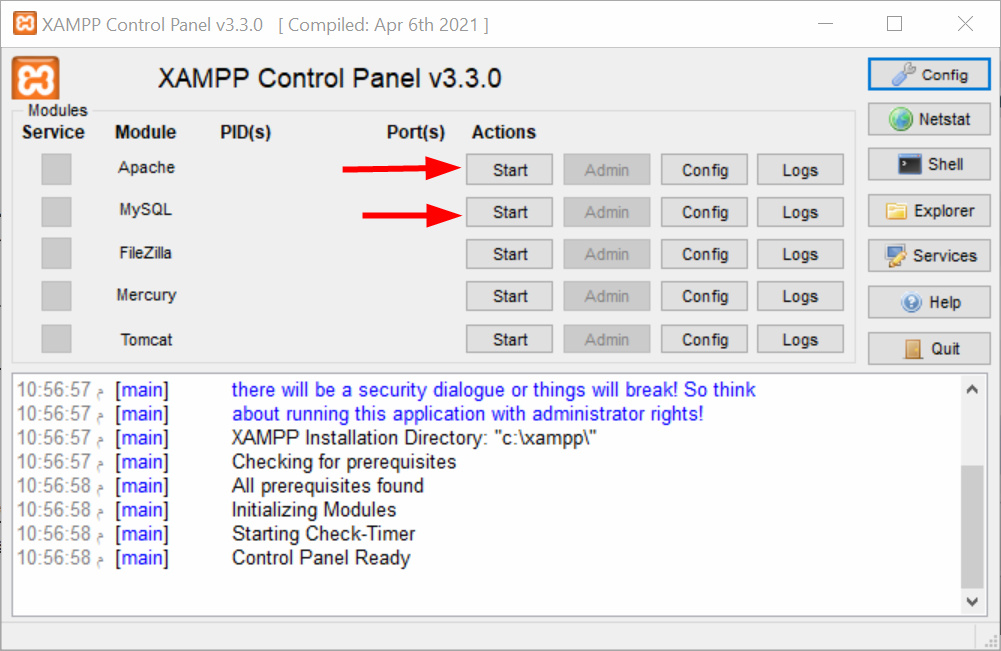 XAMPP Control Panel v3.3.0 [ Compiled: Apr 6th 2021 ]
XAMPP Control Panel v3.3.0
Config
Modules
Service Module PID(s) Port(s) Actions
Netstat
Apache Start Admin Config Logs
Shell
MySQL Start Admin Config Logs
Explorer
FileZilla Start Admin Config Logs
Services
Mercury Start Admin Config Logs
Help
Tomcat Start Admin Config Logs
Quit
10:56:57 م [main] there will be a security dialogue or things will break! So think
10:56:57 م [main] about running this application with administrator rights!
10:56:57 م [main] XAMPP Installation Directory: "c:\xampp\"
10:56:57 م [main] Checking for prerequisites
10:56:58 م [main] All prerequisites found
10:56:58 م [main] Initializing Modules
10:56:58 م [main] Starting Check-Timer
10:56:58 م [main] Control Panel Ready